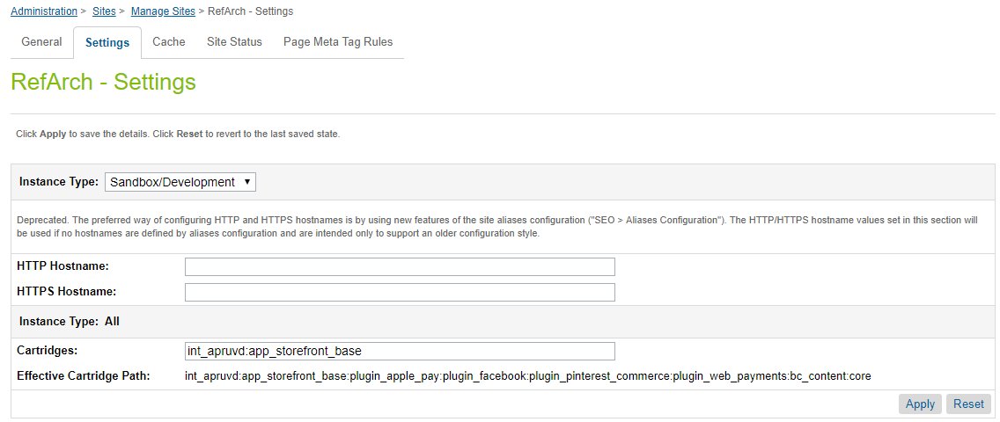 Administration > Sites > Manage Sites > RefArch - Settings
General Settings Cache Site Status Page Meta Tag Rules
RefArch - Settings
Click Apply to save the details. Click Reset to revert to the last saved state.
Instance Type: Sandbox/Development
Deprecated. The preferred way of configuring HTTP and HTTPS hostnames is by using new features of the site aliases configuration ("SEO > Aliases Configuration"). The HTTP/HTTPS hostname values set in this section will
be used if no hostnames are defined by aliases configuration and are intended only to support an older configuration style.
HTTP Hostname:
HTTPS Hostname:
Instance Type: All
Cartridges: int_apruvd:app_storefront_base
Effective Cartridge Path: int_apruvd:app_storefront_base:plugin_apple_pay:plugin_facebook:plugin_pinterest_commerce:plugin_web_payments:bc_content:core
Apply Reset